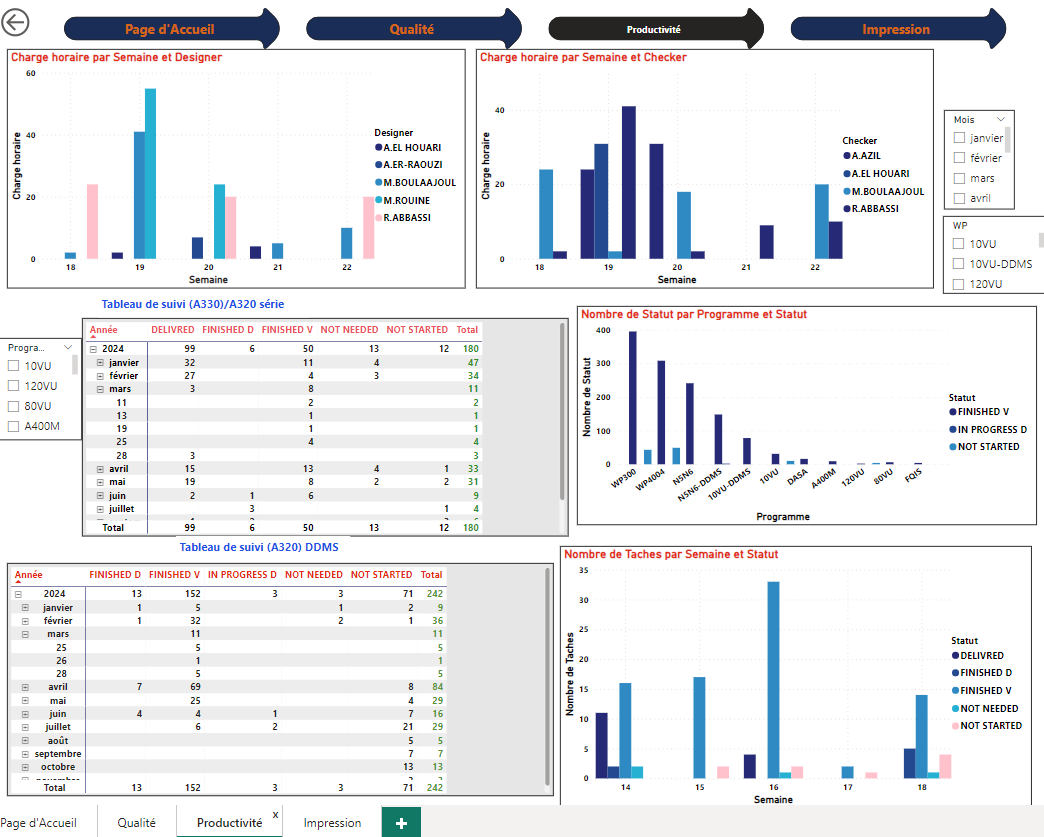 Page d'Accueil
Qualité
Productivité
Impression
Charge horaire par Semaine et Designer
Charge horaire
60
40
20
0
18 19 20 21 22
Semaine
Designer
A.EL HOUARI
A.ER-RAOUZI
M.BOULAAJOUL
M.ROUINE
R.ABBASSI
Charge horaire par Semaine et Checker
Charge horaire
40
20
0
18 19 20 21 22
Semaine
Checker
A.AZIL
A.EL HOUARI
M.BOULAAJOUL
R.ABBASSI
Mois
janvier
février
mars
avril
WP
10VU
10VU-DDMS
120VU
Tableau de suivi (A330)/A320 série
Progra...
10VU
120VU
80VU
A400M
Année DELIVRED FINISHED D FINISHED V NOT NEEDED NOT STARTED Total
2024 99 6 50 13 12 180
janvier 32 11 4 47
février 27 4 3 34
mars 3 8 11
11 2 2
13 1 1
19 1 1
25 4 4
28 3 3
avril 15 13 4 1 33
mai 19 8 2 2 31
juin 2 1 6 9
juillet 3 1 4
Total 99 6 50 13 12 180
Nombre de Statut par Programme et Statut
Nombre de Statut
400
300
200
100
0
WP300 WP4004 N5N6 N5N6-DDMS 10VU-DDMS 10VU DASA A400M 120VU 80VU FQIS
Programme
Statut
FINISHED V
IN PROGRESS D
NOT STARTED
Tableau de suivi (A320) DDMS
Année FINISHED D FINISHED V IN PROGRESS D NOT NEEDED NOT STARTED Total
2024 13 152 3 3 71 242
janvier 1 5 1 2 9
février 1 32 2 1 36
mars 11 11
25 5 5
26 1 1
28 5 5
avril 7 69 8 84
mai 25 4 29
juin 4 4 1 7 16
juillet 6 2 21 29
août 5 5
septembre 7 7
octobre 13 13
Total 13 152 3 3 71 242
Nombre de Taches par Semaine et Statut
Nombre de Taches
35
30
25
20
15
10
5
0
14 15 16 17 18
Semaine
Statut
DELIVRED
FINISHED D
FINISHED V
NOT NEEDED
NOT STARTED
Page d'Accueil
Qualité
Productivité x
Impression
+